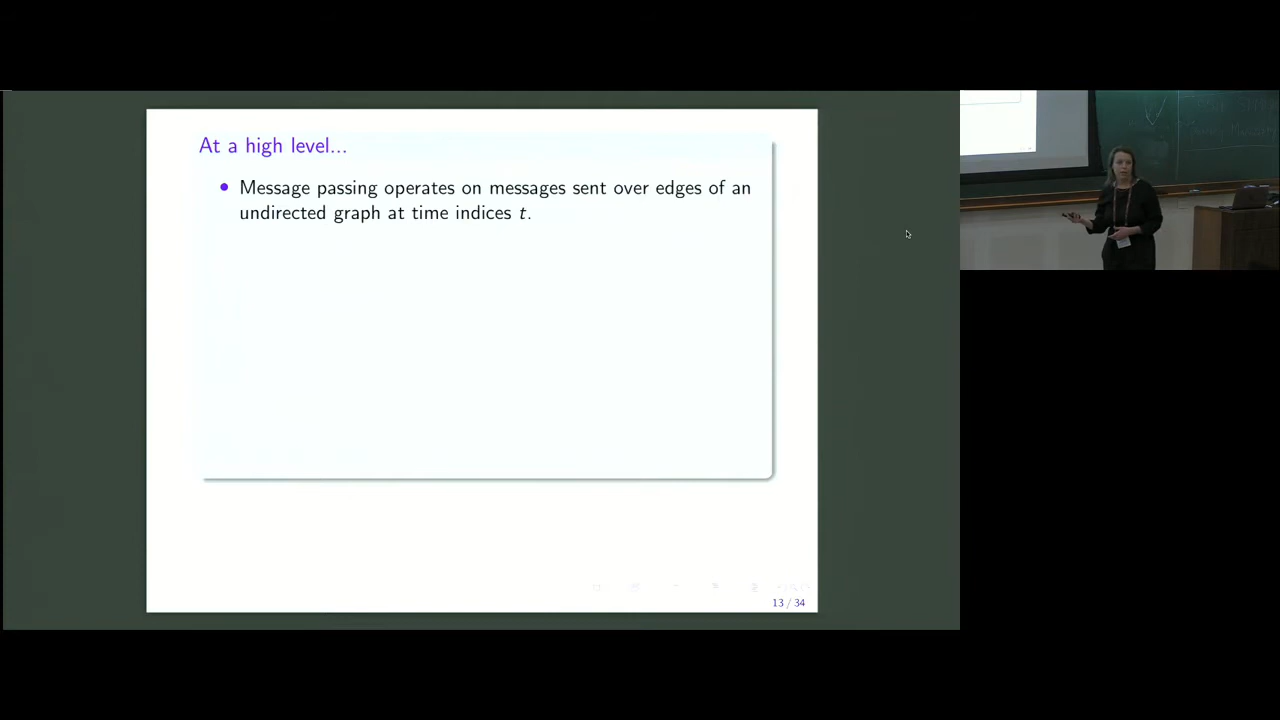 At a high level...
• Message passing operates on messages sent over edges of an
undirected graph at time indices t.
13 / 34